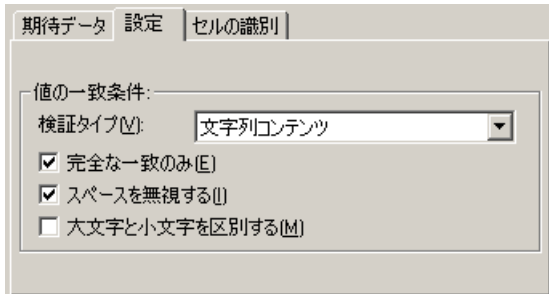 期待データ 設定 セルの識別
値の一致条件:
検証タイプ(V): 文字列コンテンツ
完全な一致のみ(E)
スペースを無視する(I)
大文字と小文字を区別する(M)